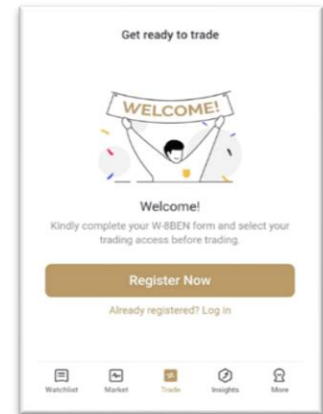 Get ready to trade
WELCOME!
Welcome!
Kindly complete your W-8BEN form and select your
trading access before trading.
Register Now
Already registered? Log in
Watchlist Market Trade Insights More